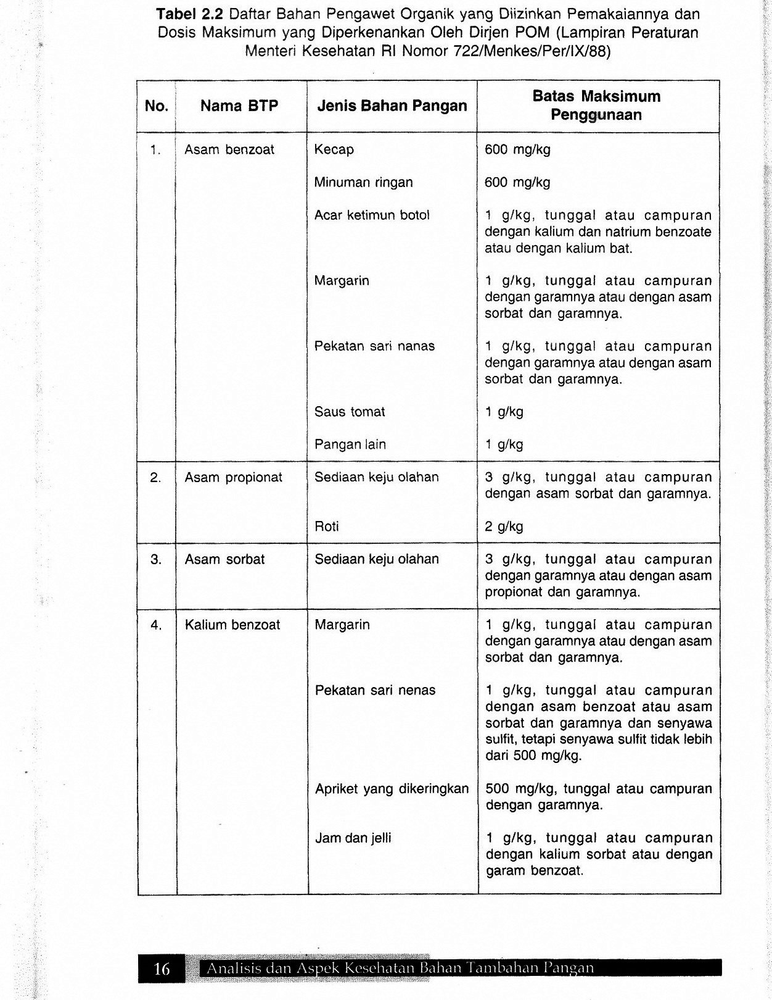 Tabel 2.2 Daftar Bahan Pengawet Organik yang Diizinkan Pemakaiannya dan
Dosis Maksimum yang Diperkenankan Oleh Dirjen POM (Lampiran Peraturan
Menteri Kesehatan RI Nomor 722/Menkes/Per/IX/88)
No. Nama BTP Jenis Bahan Pangan Batas Maksimum
Penggunaan
1. Asam benzoat Kecap 600 mg/kg
Minuman ringan 600 mg/kg
Acar ketimun botol 1 g/kg, tunggal atau campuran
dengan kalium dan natrium benzoate
atau dengan kalium bat.
Margarin 1 g/kg, tunggal atau campuran
dengan garamnya atau dengan asam
sorbat dan garamnya.
Pekatan sari nanas 1 g/kg, tunggal atau campuran
dengan garamnya atau dengan asam
sorbat dan garamnya.
Saus tomat 1 g/kg
Pangan lain 1 g/kg
2. Asam propionat Sediaan keju olahan 3 g/kg, tunggal atau campuran
dengan asam sorbat dan garamnya.
Roti 2 g/kg
3. Asam sorbat Sediaan keju olahan 3 g/kg, tunggal atau campuran
dengan garamnya atau dengan asam
propionat dan garamnya.
4. Kalium benzoat Margarin 1 g/kg, tunggal atau campuran
dengan garamnya atau dengan asam
sorbat dan garamnya.
Pekatan sari nenas 1 g/kg, tunggal atau campuran
dengan asam benzoat atau asam
sorbat dan garamnya dan senyawa
sulfit, tetapi senyawa sulfit tidak lebih
dari 500 mg/kg.
Apriket yang dikeringkan 500 mg/kg, tunggal atau campuran
dengan garamnya.
Jam dan jelli 1 g/kg, tunggal atau campuran
dengan kalium sorbat atau dengan
garam benzoat.
16 Analisis dan Aspek Kesehatan Bahan Tambahan Pangan